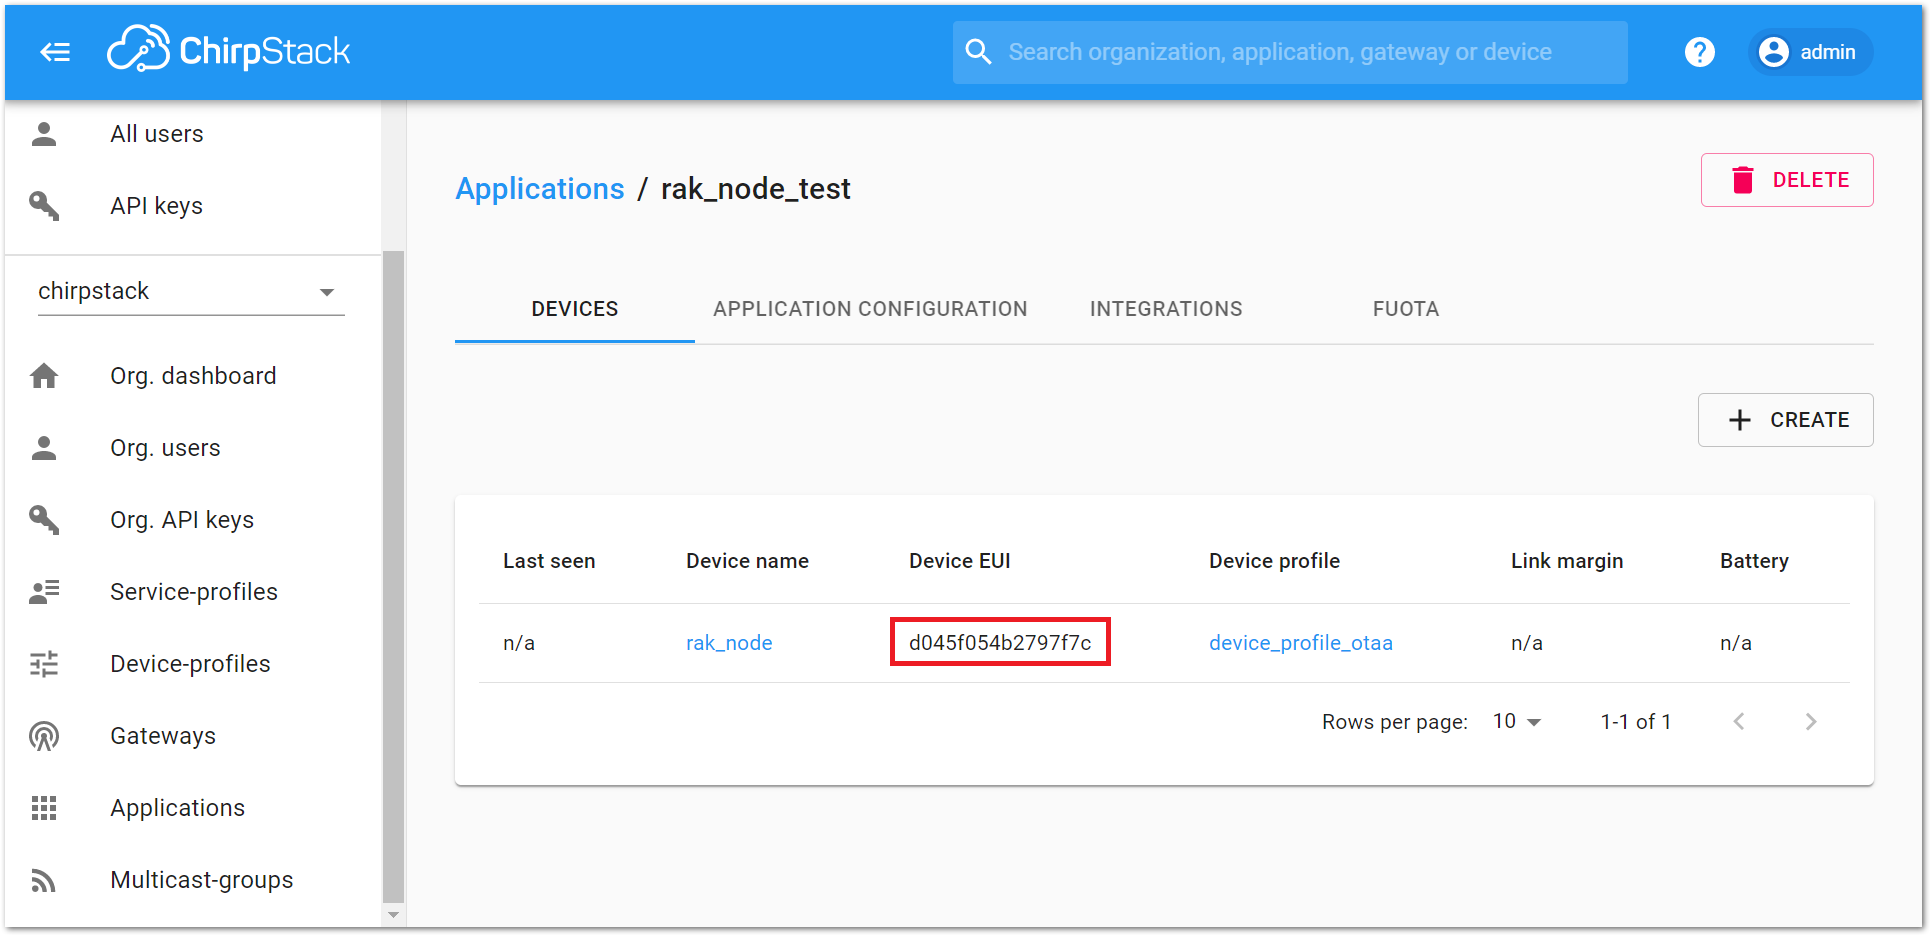 ChirpStack
Search organization, application, gateway or device
admin
All users
API keys
chirpstack
Org. dashboard
Org. users
Org. API keys
Service-profiles
Device-profiles
Gateways
Applications
Multicast-groups
Applications / rak_node_test
DELETE
DEVICES APPLICATION CONFIGURATION INTEGRATIONS FUOTA
CREATE
Last seen Device name Device EUI Device profile Link margin Battery
n/a rak_node d045f054b2797f7c device_profile_otaa n/a n/a
Rows per page: 10 1-1 of 1